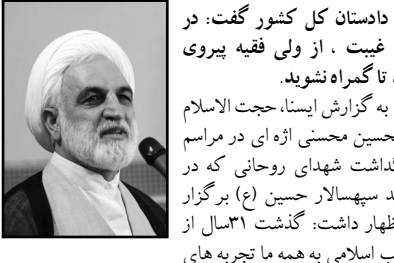 دادستان کل کشور گفت: در
غیبت ، از ولی فقیه پیروی
تا گمراه نشوید.
به گزارش ایسنا، حجت الاسلام
حسین محسنی اژه ای در مراسم
شهدای روحانی که در
سپهسالار حسین (ع) برگزار
داشت: گذشت ۳۱سال از
اسلامی به همه ما تجربه های